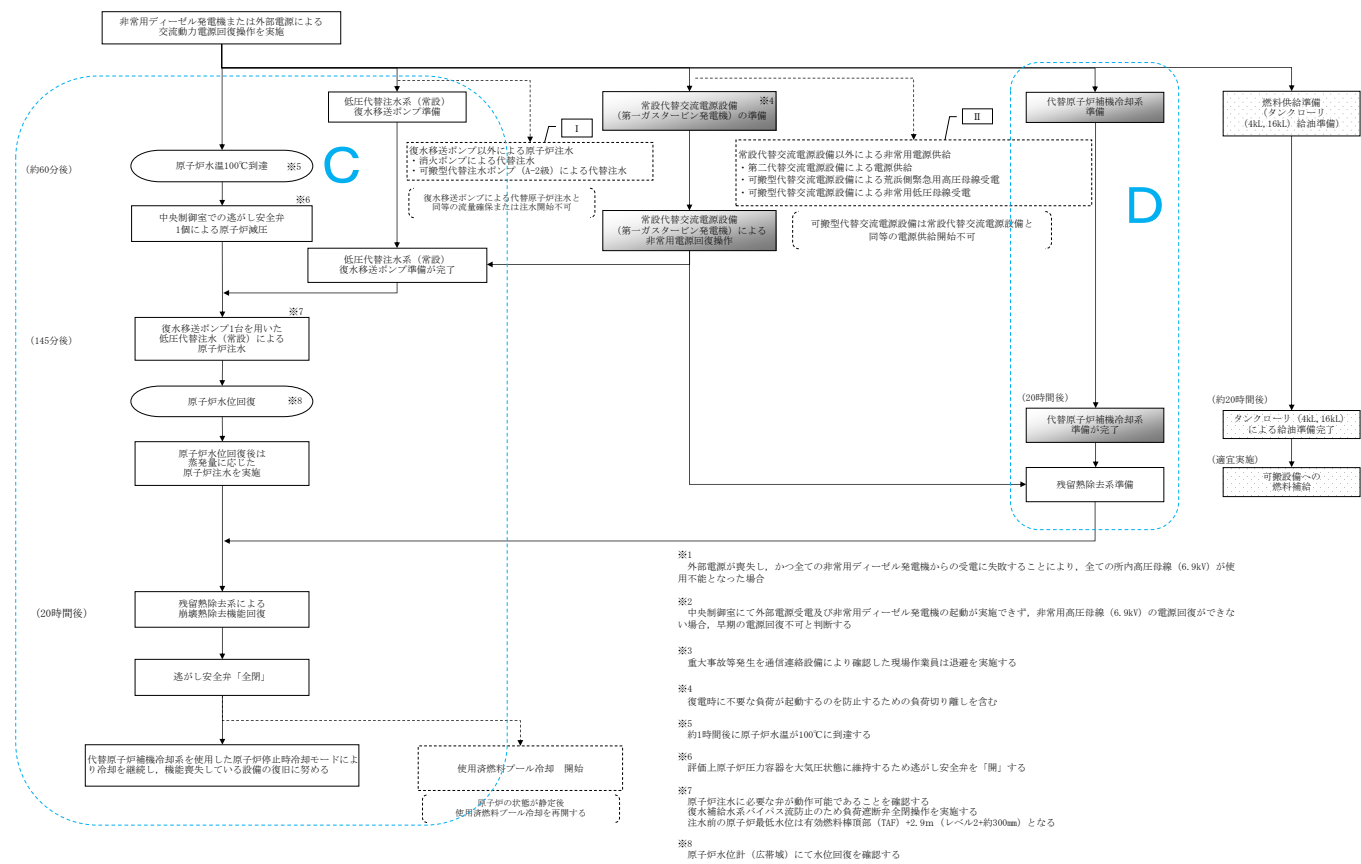 非常用ディーゼル発電機または外部電源による
交流動力電源回復操作を実施
低圧代替注水系（常設）
復水移送ポンプ準備
常設代替交流電源設備
（第一ガスタービン発電機）の準備
※4
代替原子炉補機冷却系
準備
燃料供給準備
（タンクローリ
(4kL,16kL）給油準備）
Ⅰ
復水移送ポンプ以外による原子炉注水
・消火ポンプによる代替注水
・可搬型代替注水ポンプ（A-2級）による代替注水
Ⅱ
常設代替交流電源設備以外による非常用電源供給
・第二代替交流電源設備による電源供給
・可搬型代替交流電源設備による荒浜側緊急用高圧母線受電
・可搬型代替交流電源設備による非常用低圧母線受電
C
D
(約60分後)
原子炉水温100℃到達
※5
※6
中央制御室での逃がし安全弁
1個による原子炉減圧
復水移送ポンプによる代替原子炉注水と
同等の流量確保または注水開始不可
常設代替交流電源設備
（第一ガスタービン発電機）による
非常用電源回復操作
可搬型代替交流電源設備は常設代替交流電源設備と
同等の電源供給開始不可
低圧代替注水系（常設）
復水移送ポンプ準備が完了
※7
(145分後)
復水移送ポンプ1台を用いた
低圧代替注水（常設）による
原子炉注水
原子炉水位回復
※8
原子炉水位回復後は
蒸発量に応じた
原子炉注水を実施
(20時間後)
代替原子炉補機冷却系
準備が完了
残留熱除去系準備
(約20時間後)
タンクローリ（4kL,16kL）
による給油準備完了
(適宜実施)
可搬設備への
燃料補給
(20時間後)
残留熱除去系による
崩壊熱除去機能回復
逃がし安全弁「全閉」
代替原子炉補機冷却系を使用した原子炉停止時冷却モードによ
り冷却を継続し，機能喪失している設備の復旧に努める
使用済燃料プール冷却　開始
原子炉の状態が静定後
使用済燃料プール冷却を再開する
※1
外部電源が喪失し，かつ全ての非常用ディーゼル発電機からの受電に失敗することにより，全ての所内高圧母線（6.9kV）が使
用不能となった場合
※2
中央制御室にて外部電源受電及び非常用ディーゼル発電機の起動が実施できず，非常用高圧母線（6.9kV）の電源回復ができな
い場合，早期の電源回復不可と判断する
※3
重大事故等発生を通信連絡設備により確認した現場作業員は退避を実施する
※4
復電時に不要な負荷が起動するのを防止するための負荷切り離しを含む
※5
約1時間後に原子炉水温が100℃に到達する
※6
評価上原子炉圧力容器を大気圧状態に維持するため逃がし安全弁を「開」する
※7
原子炉注水に必要な弁が動作可能であることを確認する
復水補給水系バイパス流防止のため負荷遮断弁全閉操作を実施する
注水前の原子炉最低水位は有効燃料棒頂部（TAF）+2.9m（レベル2+約300mm）となる
※8
原子炉水位計（広帯域）にて水位回復を確認する